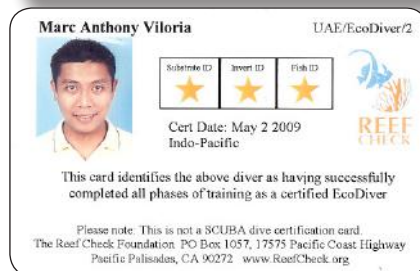 Marc Anthony Viloria
UAE/EcoDiver/2
Substrate ID
Invert ID
Fish ID
Cert Date: May 2 2009
Indo-Pacific
REEF
CHECK
This card identifies the above diver as having successfully
completed all phases of training as a certified EcoDiver
Please note: This is not a SCUBA dive certification card.
The Reef Check Foundation PO Box 1057, 17575 Pacific Coast Highway
Pacific Palisades, CA 90272 www.ReefCheck.org